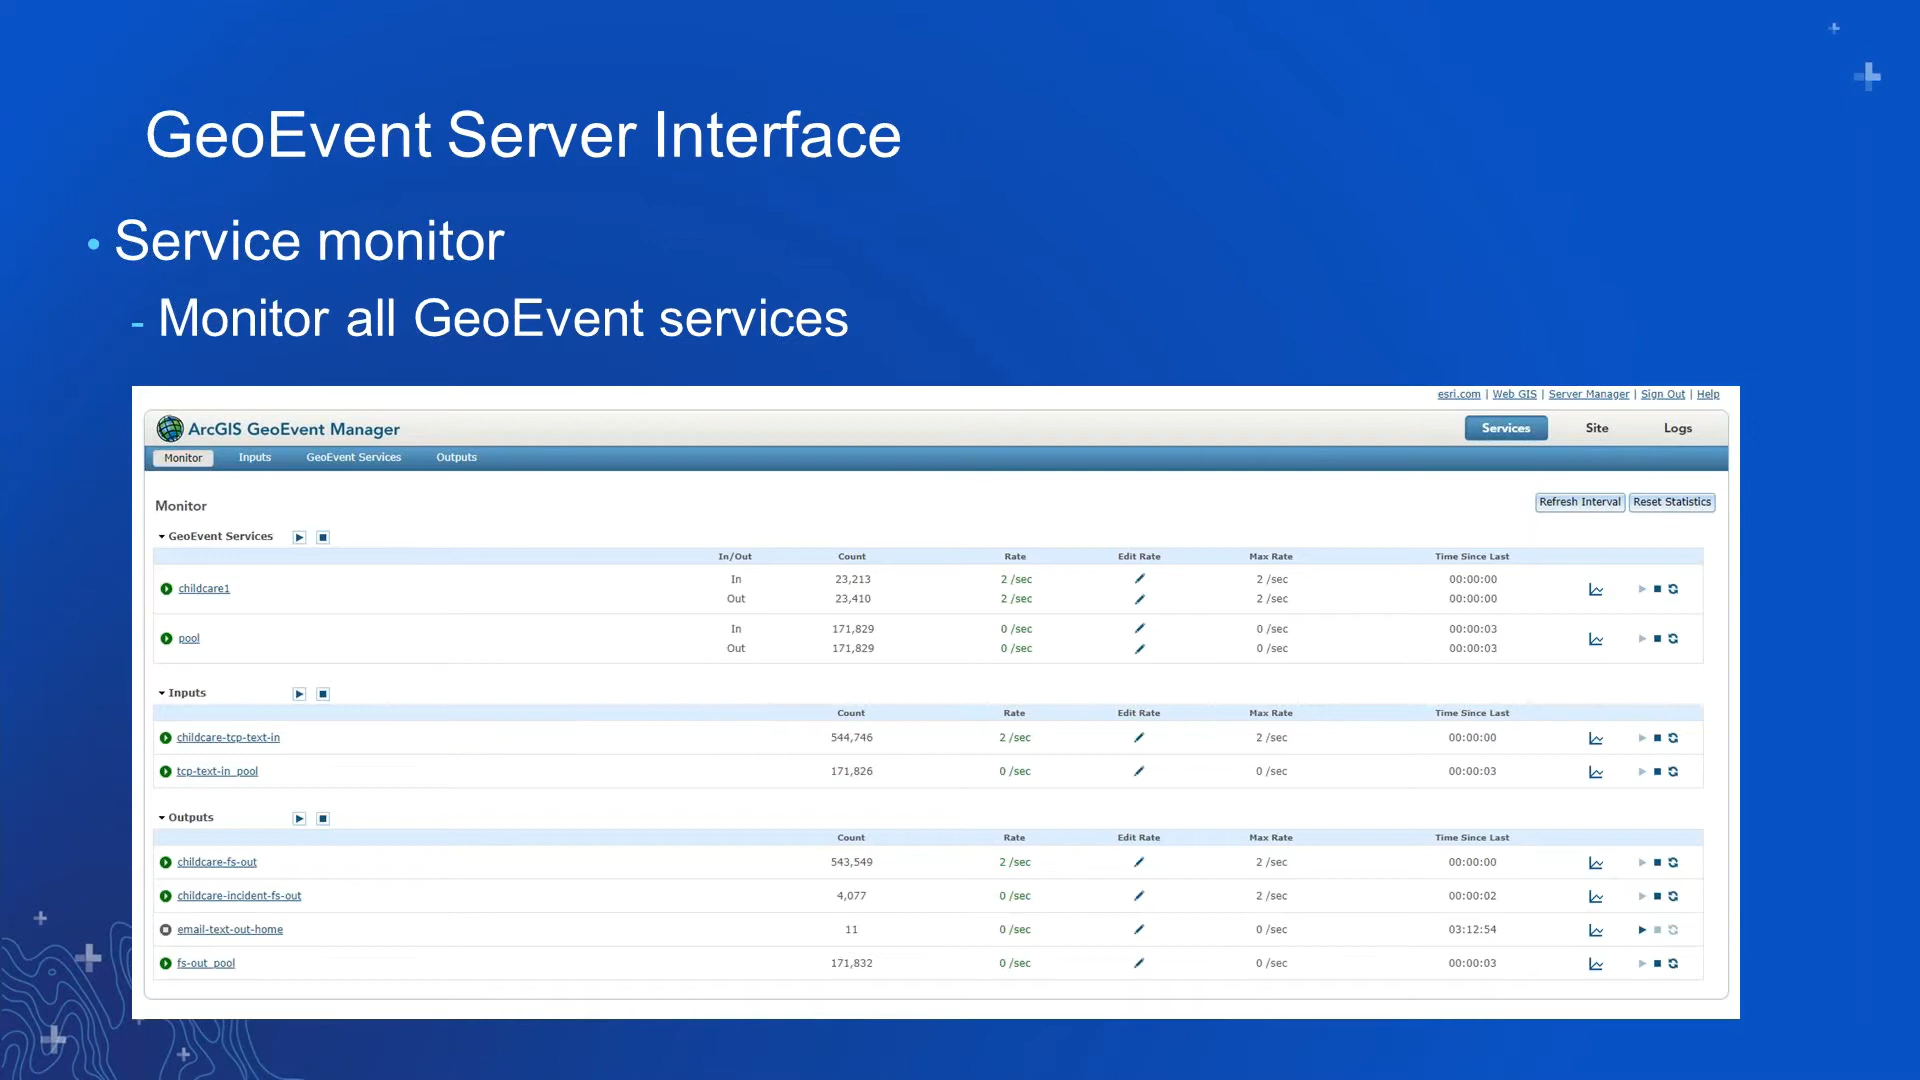 GeoEvent Server Interface
• Service monitor
- Monitor all GeoEvent services
esri.com | Web GIS | Server Manager | Sign Out | Help
ArcGIS GeoEvent Manager Services Site Logs
Monitor Inputs GeoEvent Services Outputs
Monitor Refresh Interval Reset Statistics
GeoEvent Services
In/Out Count Rate Edit Rate Max Rate Time Since Last
childcare1
In 23,213 2 /sec 2 /sec 00:00:00
Out 23,410 2 /sec 2 /sec 00:00:00
pool
In 171,829 0 /sec 0 /sec 00:00:03
Out 171,829 0 /sec 0 /sec 00:00:03
Inputs
Count Rate Edit Rate Max Rate Time Since Last
childcare-tcp-text-in 544,746 2 /sec 2 /sec 00:00:00
tcp-text-in_pool 171,826 0 /sec 0 /sec 00:00:03
Outputs
Count Rate Edit Rate Max Rate Time Since Last
childcare-fs-out 543,549 2 /sec 2 /sec 00:00:00
childcare-incident-fs-out 4,077 0 /sec 2 /sec 00:00:02
email-text-out-home 11 0 /sec 0 /sec 03:12:54
fs-out_pool 171,832 0 /sec 0 /sec 00:00:03